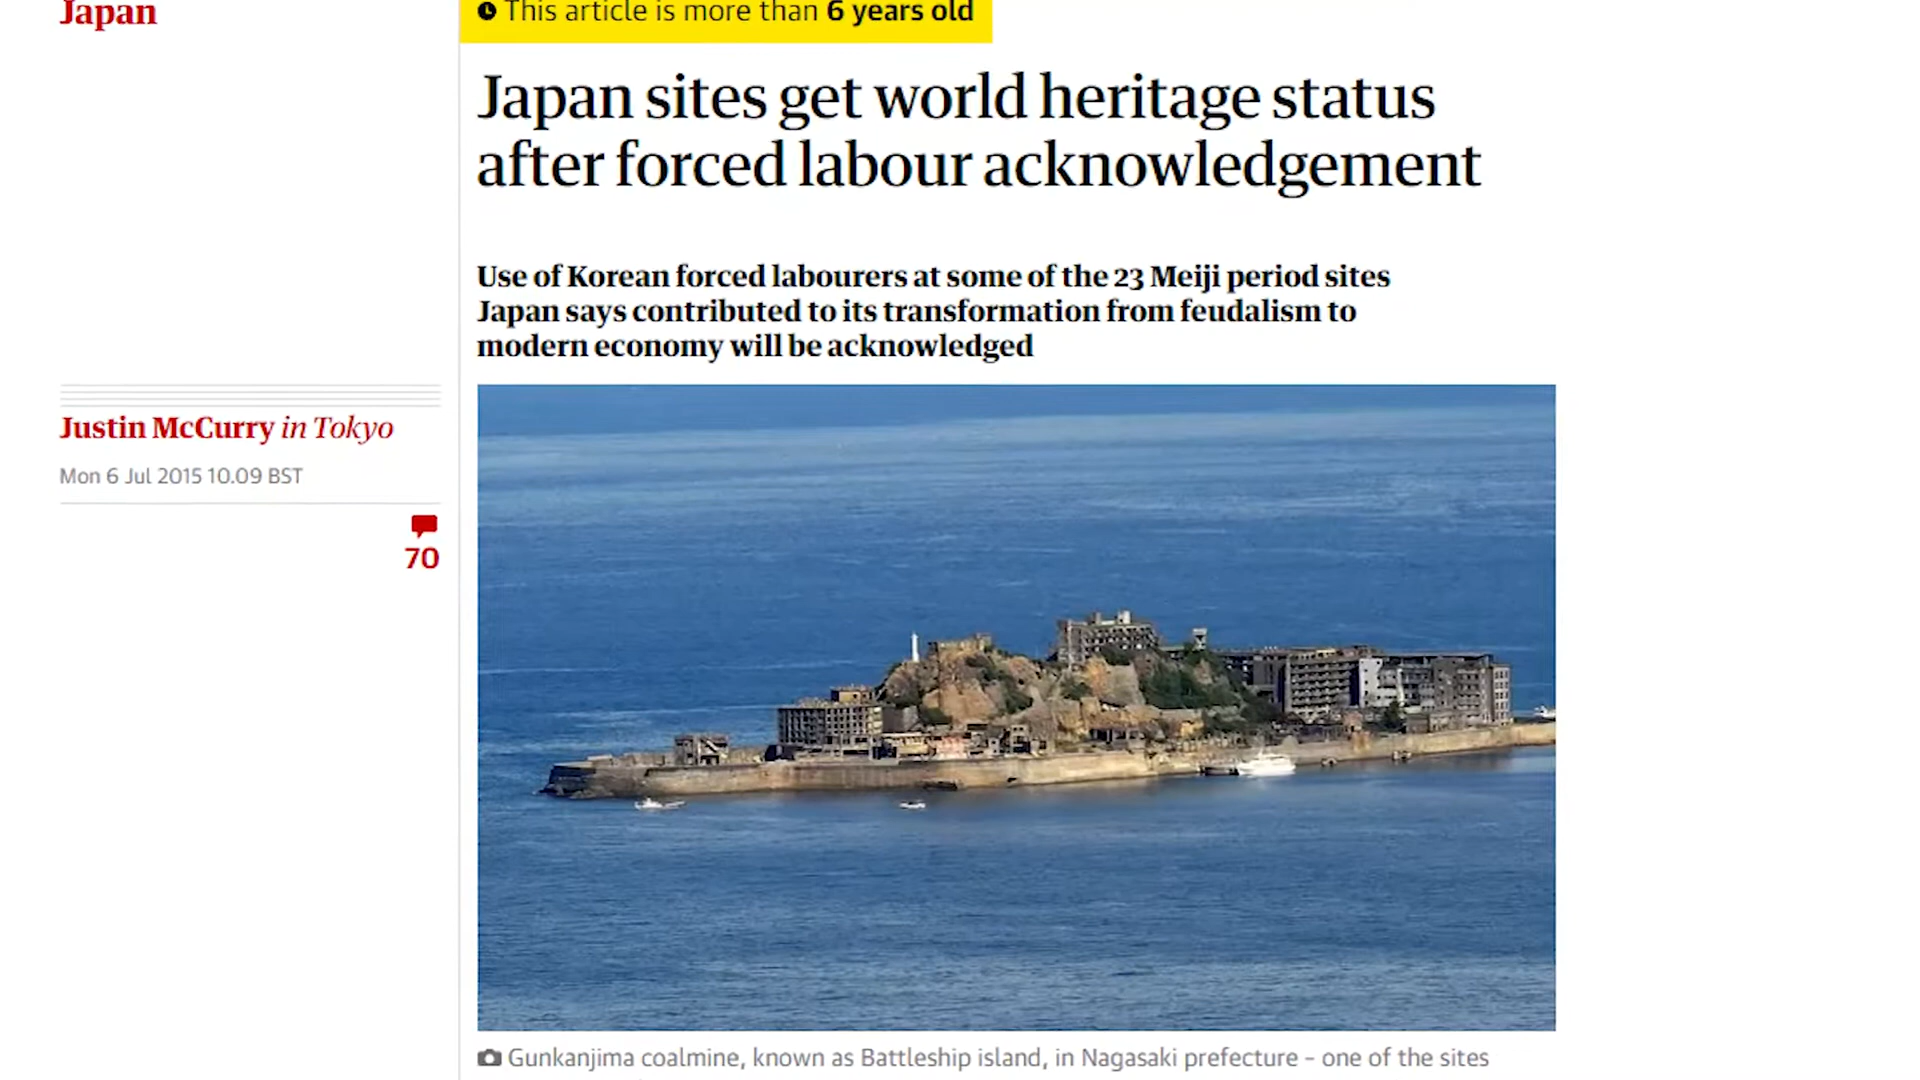 Japan
This article is more than 6 years old
Japan sites get world heritage status
after forced labour acknowledgement
Use of Korean forced labourers at some of the 23 Meiji period sites
Japan says contributed to its transformation from feudalism to
modern economy will be acknowledged
Justin McCurry in Tokyo
Mon 6 Jul 2015 10.09 BST
70
Gunkanjima coalmine, known as Battleship island, in Nagasaki prefecture – one of the sites